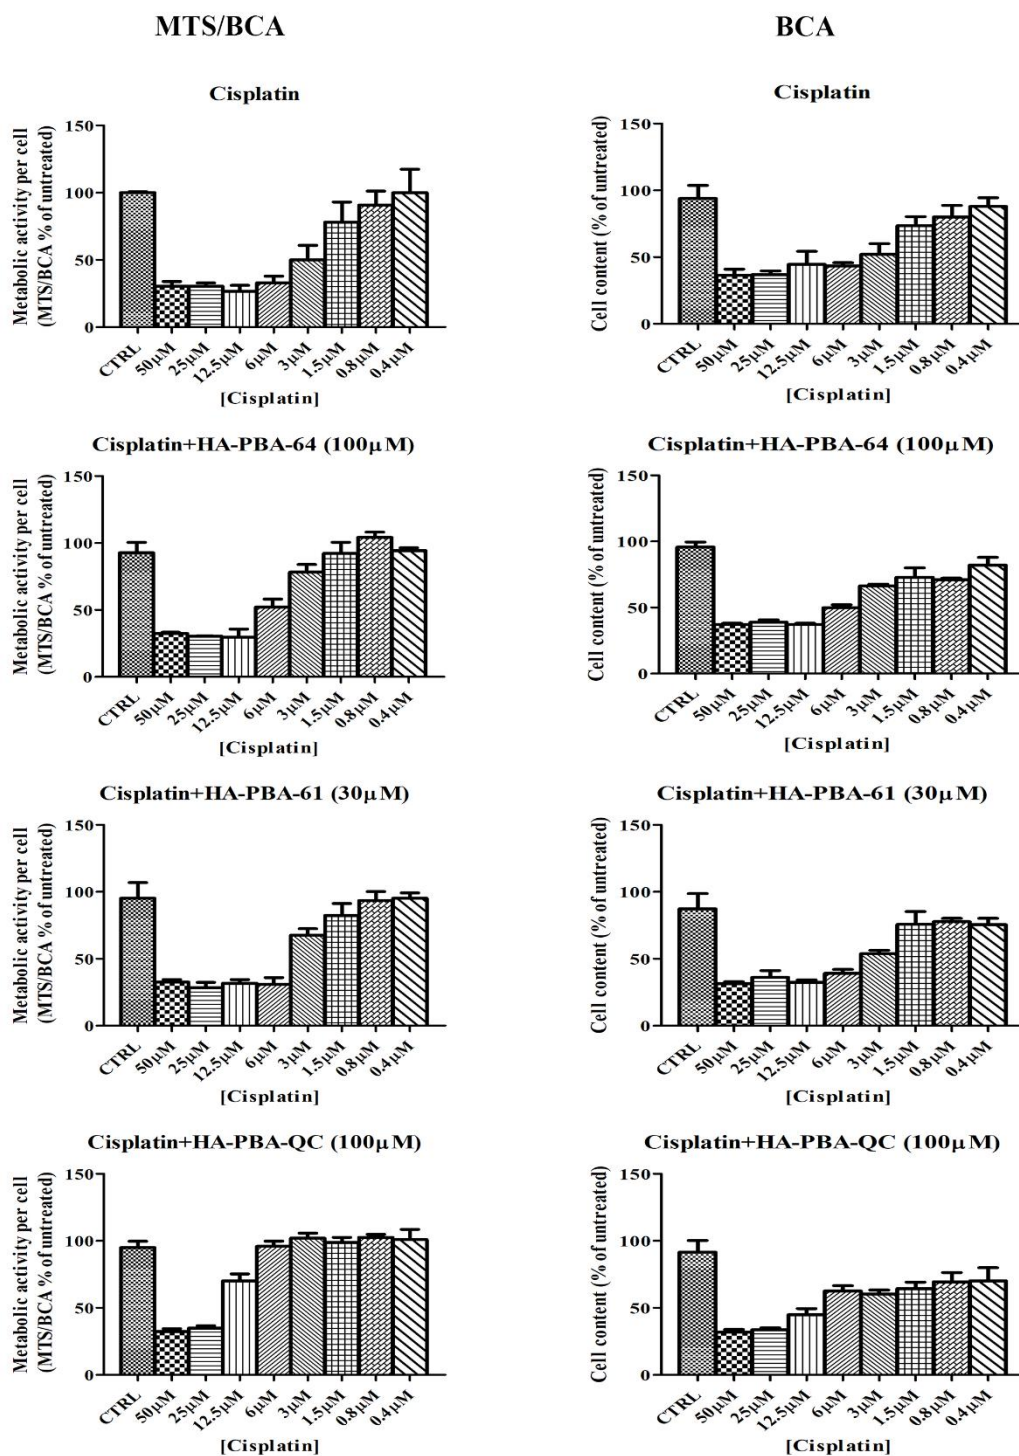 MTS/BCA
Cisplatin
Metabolic activity per cell
(MTS/BCA % of untreated)
150
100
50
0
CTRL
50µM
25µM
12.5µM
6µM
3µM
1.5µM
0.8µM
0.4µM
[Cisplatin]
Cisplatin+HA-PBA-64 (100µM)
Metabolic activity per cell
(MTS/BCA % of untreated)
150
100
50
0
CTRL
50µM
25µM
12.5µM
6µM
3µM
1.5µM
0.8µM
0.4µM
[Cisplatin]
Cisplatin+HA-PBA-61 (30µM)
Metabolic activity per cell
(MTS/BCA % of untreated)
150
100
50
0
CTRL
50µM
25µM
12.5µM
6µM
3µM
1.5µM
0.8µM
0.4µM
[Cisplatin]
Cisplatin+HA-PBA-QC (100µM)
Metabolic activity per cell
(MTS/BCA % of untreated)
150
100
50
0
CTRL
50µM
25µM
12.5µM
6µM
3µM
1.5µM
0.8µM
0.4µM
[Cisplatin]
BCA
Cisplatin
Cell content (% of untreated)
150
100
50
0
CTRL
50µM
25µM
12.5µM
6µM
3µM
1.5µM
0.8µM
0.4µM
[Cisplatin]
Cisplatin+HA-PBA-64 (100µM)
Cell content (% of untreated)
150
100
50
0
CTRL
50µM
25µM
12.5µM
6µM
3µM
1.5µM
0.8µM
0.4µM
[Cisplatin]
Cisplatin+HA-PBA-61 (30µM)
Cell content (% of untreated)
150
100
50
0
CTRL
50µM
25µM
12.5µM
6µM
3µM
1.5µM
0.8µM
0.4µM
[Cisplatin]
Cisplatin+HA-PBA-QC (100µM)
Cell content (% of untreated)
150
100
50
0
CTRL
50µM
25µM
12.5µM
6µM
3µM
1.5µM
0.8µM
0.4µM
[Cisplatin]